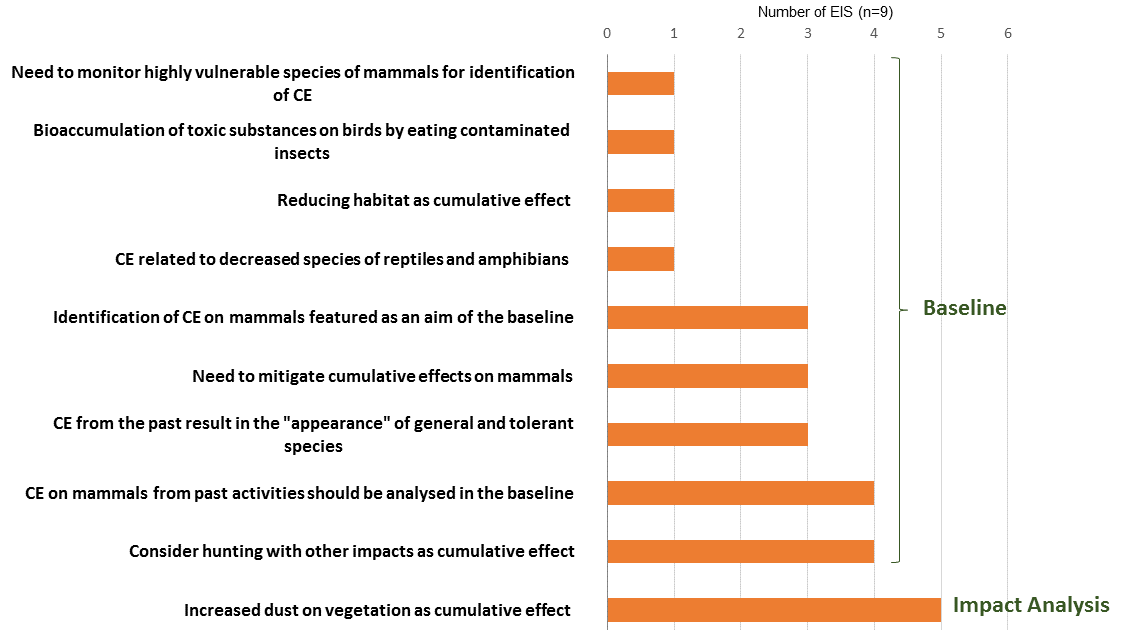 Number of EIS (n=9)
0 1 2 3 4 5 6
Need to monitor highly vulnerable species of mammals for identification
of CE
Bioaccumulation of toxic substances on birds by eating contaminated
insects
Reducing habitat as cumulative effect
CE related to decreased species of reptiles and amphibians
Identification of CE on mammals featured as an aim of the baseline
Baseline
Need to mitigate cumulative effects on mammals
CE from the past result in the "appearance" of general and tolerant
species
CE on mammals from past activities should be analysed in the baseline
Consider hunting with other impacts as cumulative effect
Increased dust on vegetation as cumulative effect
Impact Analysis